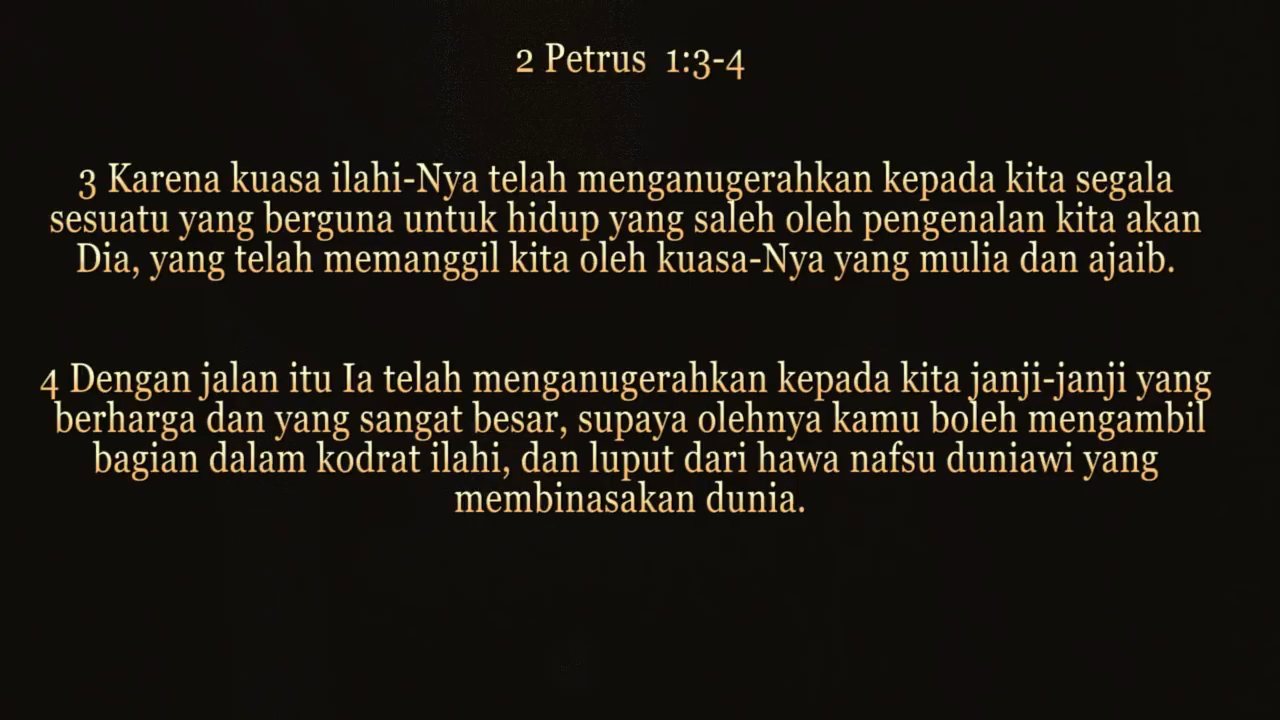 2 Petrus 1:3-4
3 Karena kuasa ilahi-Nya telah menganugerahkan kepada kita segala
sesuatu yang berguna untuk hidup yang saleh oleh pengenalan kita akan
Dia, yang telah memanggil kita oleh kuasa-Nya yang mulia dan ajaib.
4 Dengan jalan itu Ia telah menganugerahkan kepada kita janji-janji yang
berharga dan yang sangat besar, supaya olehnya kamu boleh mengambil
bagian dalam kodrat ilahi, dan luput dari hawa nafsu duniawi yang
membinasakan dunia.